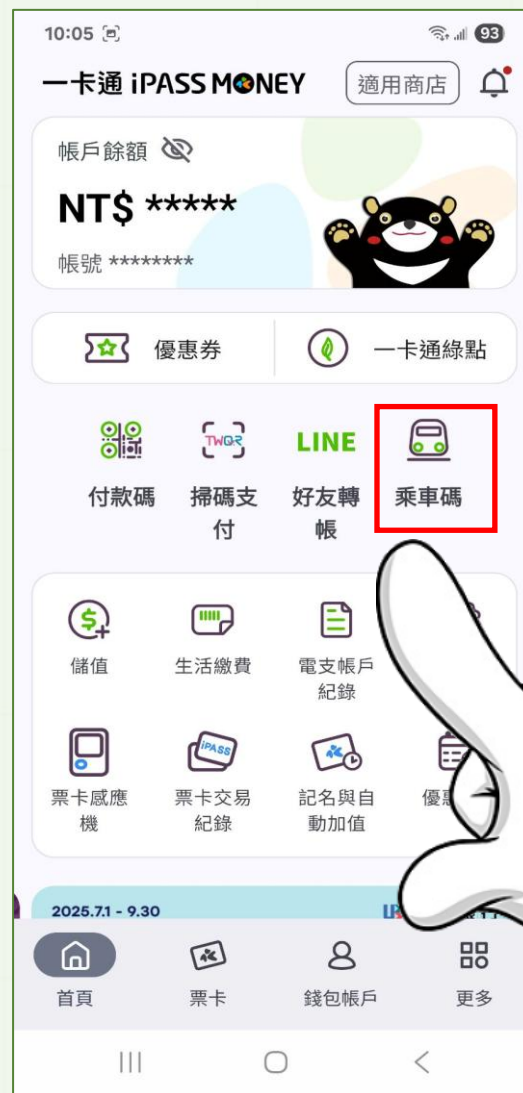 10:05
93
一卡通 iPASS MONEY
適用商店
帳戶餘額
NT$ *****
帳號 ********
優惠券
一卡通綠點
TWQR
LINE
付款碼
掃碼支
付
好友轉
帳
乘車碼
儲值
生活繳費
電支帳戶
紀錄
iPASS
票卡感應
機
票卡交易
紀錄
記名與自
動加值
優惠
2025.7.1 - 9.30
首頁
票卡
錢包帳戶
更多